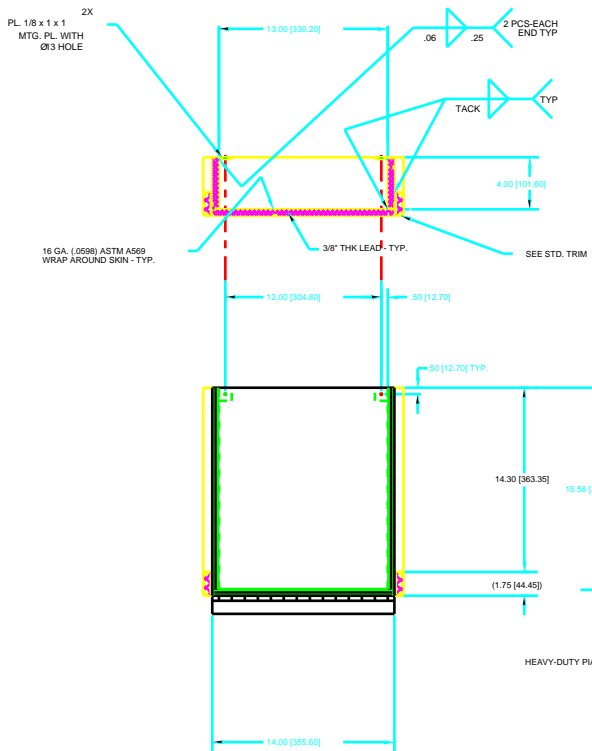 2X
PL. 1/8 x 1 x 1
MTG. PL. WITH
Ø13 HOLE
13.00 [330.20]
.06
.25
2 PCS-EACH
END TYP
TACK
TYP
4.00 [101.60]
16 GA. (.0598) ASTM A569
WRAP AROUND SKIN - TYP.
3/8" THK LEAD - TYP.
SEE STD. TRIM
12.00 [304.80]
.50 [12.70]
.50 [12.70] TYP.
14.30 [363.35]
(1.75 [44.45])
HEAVY-DUTY
14.00 [355.60]